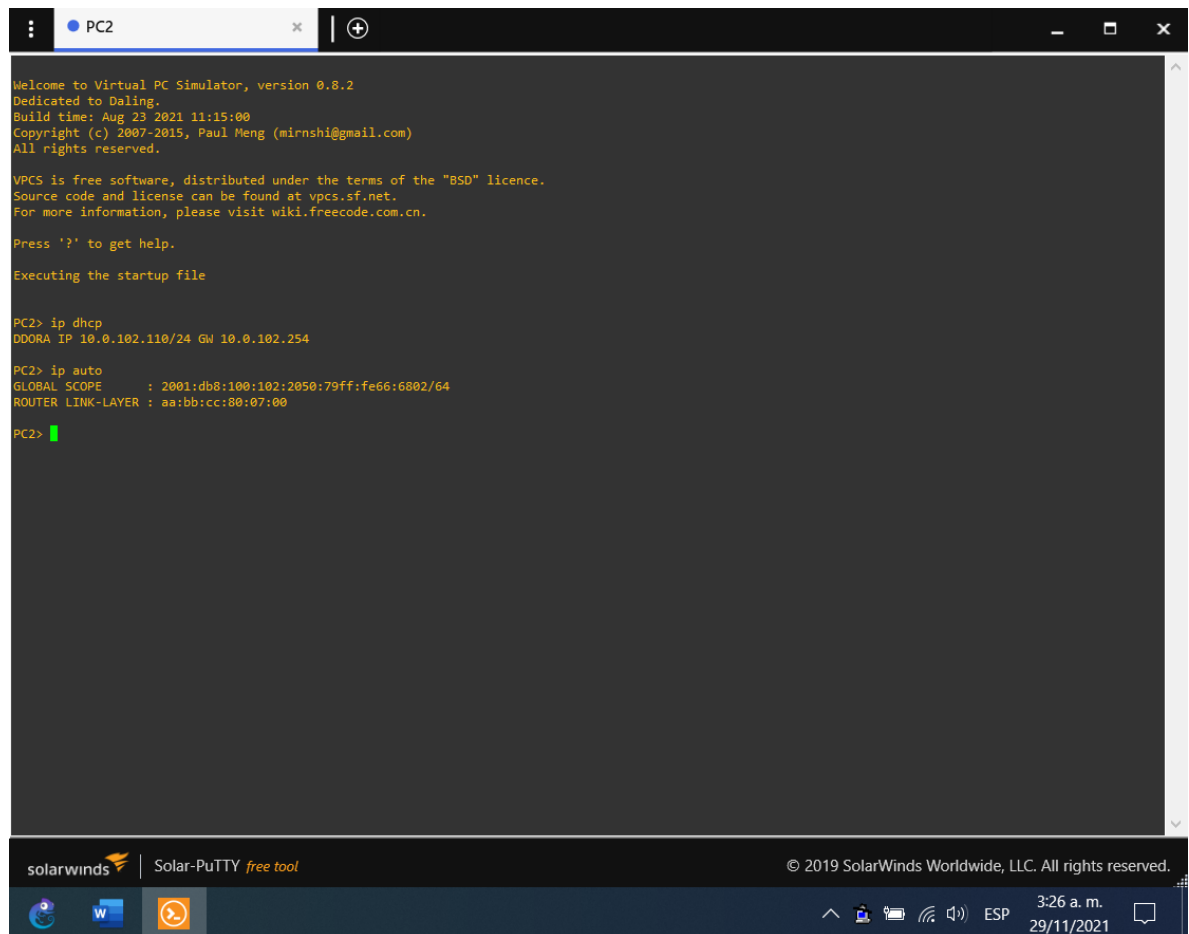 PC2
Welcome to Virtual PC Simulator, version 0.8.2
Dedicated to Daling.
Build time: Aug 23 2021 11:15:00
Copyright (c) 2007-2015, Paul Meng (mirnshi@gmail.com)
All rights reserved.
VPCS is free software, distributed under the terms of the "BSD" licence.
Source code and license can be found at vpcs.sf.net.
For more information, please visit wiki.freecode.com.cn.
Press '?' to get help.
Executing the startup file
PC2> ip dhcp
DDORA IP 10.0.102.110/24 GW 10.0.102.254
PC2> ip auto
GLOBAL SCOPE      : 2001:db8:100:102:2050:79ff:fe66:6802/64
ROUTER LINK-LAYER : aa:bb:cc:80:07:00
PC2>
solarwinds Solar-PuTTY free tool © 2019 SolarWinds Worldwide, LLC. All rights reserved.
W ESP 3:26 a. m.
29/11/2021